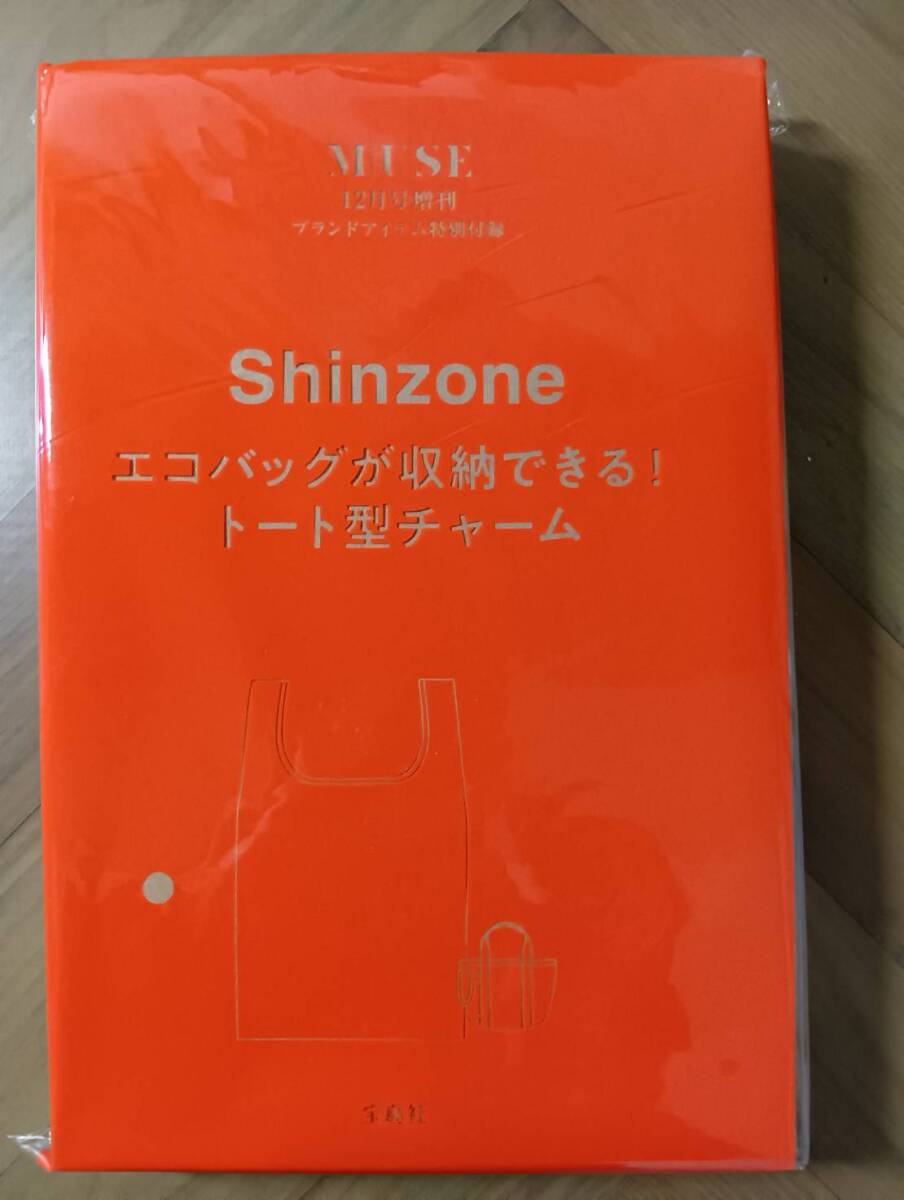 MUSE
12月号増刊
ブランドアイテム特別付録
Shinzone
エコバッグが収納できる!
トート型チャーム
宝島社